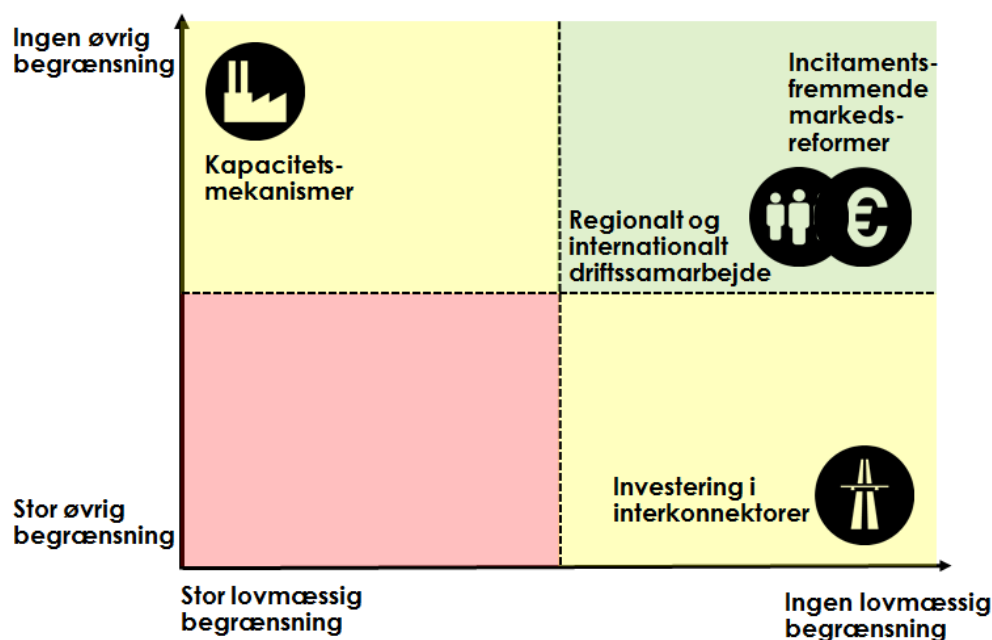 Ingen øvrig
begrænsning
Kapacitets-
mekanismer
Incitaments-
fremmende
markeds-
reformer
Regionalt og
internationalt
driftssamarbejde
€
Investering i
interkonnektorer
Stor øvrig
begrænsning
Stor lovmæssig
begrænsning
Ingen lovmæssig
begrænsning